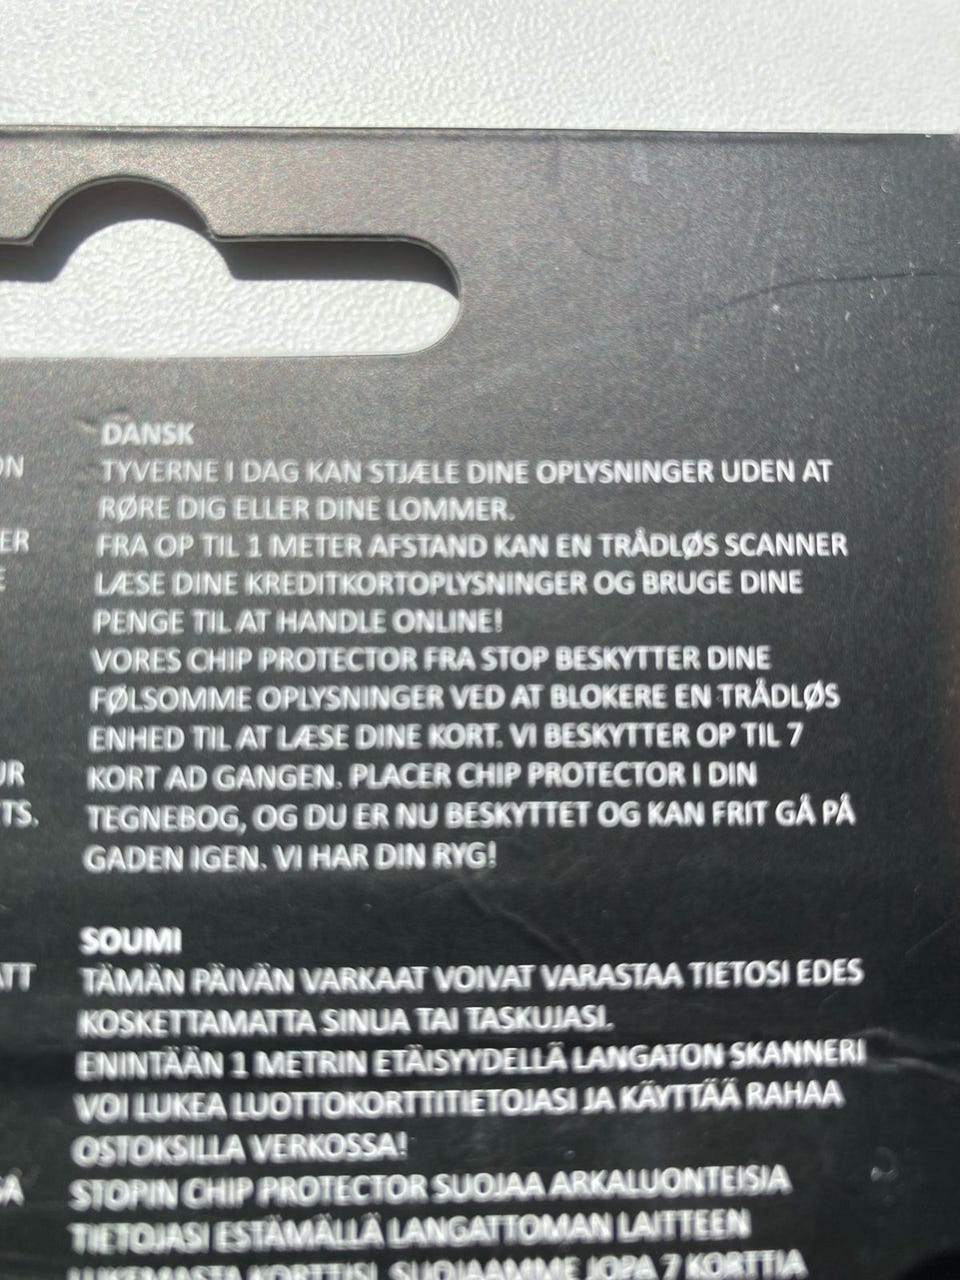 DANSK
TYVERNE I DAG KAN STJÆLE DINE OPLYSNINGER UDEN AT
RØRE DIG ELLER DINE LOMMER.
FRA OP TIL 1 METER AFSTAND KAN EN TRÅDLØS SCANNER
LÆSE DINE KREDITKORTOPLYSNINGER OG BRUGE DINE
PENGE TIL AT HANDLE ONLINE!
VORES CHIP PROTECTOR FRA STOP BESKYTTER DINE
FØLSOMME OPLYSNINGER VED AT BLOKERE EN TRÅDLØS
ENHED TIL AT LÆSE DINE KORT. VI BESKYTTER OP TIL 7
KORT AD GANGEN. PLACER CHIP PROTECTOR I DIN
TEGNEBOG, OG DU ER NU BESKYTTET OG KAN FRIT GÅ PÅ
GADEN IGEN. VI HAR DIN RYG!
SOUMI
TÄMÄN PÄIVÄN VARKAAT VOIVAT VARASTAA TIETOSI EDES
KOSKETTAMATTA SINUA TAI TASKUJASI.
ENINTÄÄN 1 METRIN ETÄISYYDELLÄ LANGATON SKANNERI
VOI LUKEA LUOTTOKORTTITIETOJASI JA KÄYTTÄÄ RAHAA
OSTOKSILLA VERKOSSA!
STOPIN CHIP PROTECTOR SUOJAA ARKALUONTEISIA
TIETOJASI ESTÄMÄLLÄ LANGATTOMAN LAITTEEN
LUKEMASTA KORTTISI. SUOJAAMME JOPA 7 KORTTIA